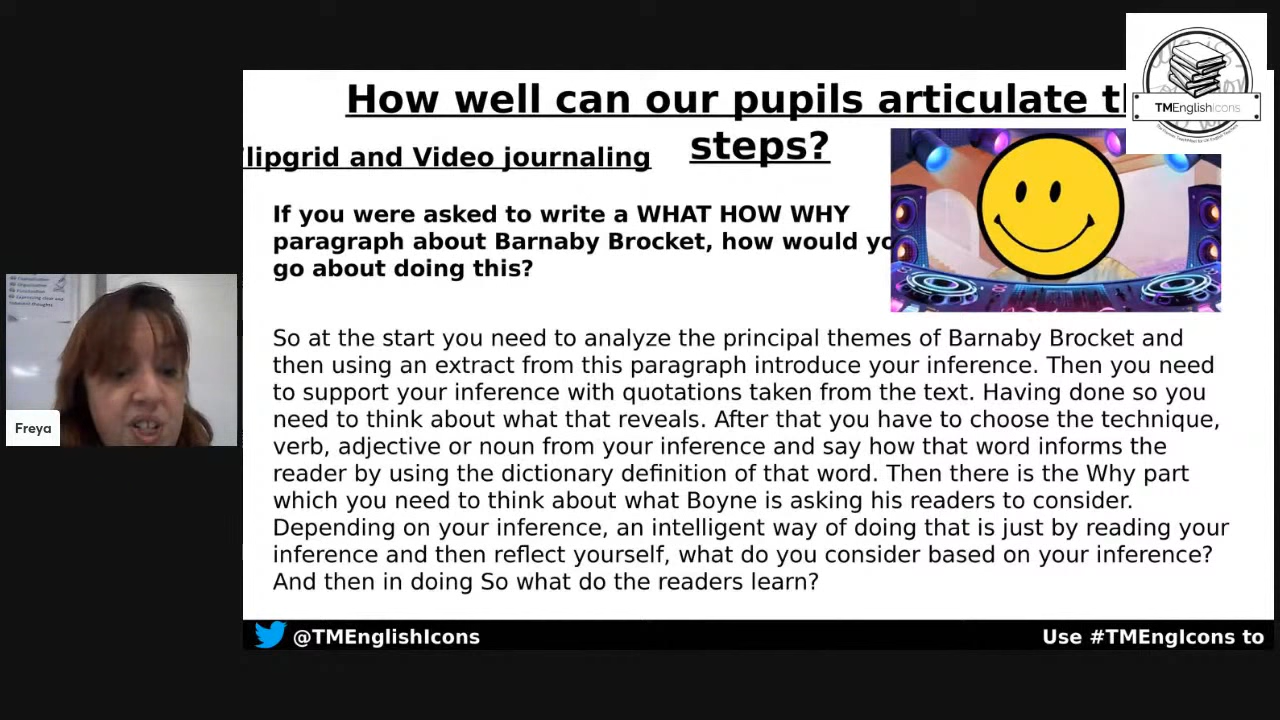 How well can our pupils articulate
steps?
Flipgrid and Video journaling
TMEnglishIcons
If you were asked to write a WHAT HOW WHY
paragraph about Barnaby Brocket, how would yo
go about doing this?
So at the start you need to analyze the principal themes of Barnaby Brocket and
then using an extract from this paragraph introduce your inference. Then you need
to support your inference with quotations taken from the text. Having done so you
need to think about what that reveals. After that you have to choose the technique,
verb, adjective or noun from your inference and say how that word informs the
reader by using the dictionary definition of that word. Then there is the Why part
which you need to think about what Boyne is asking his readers to consider.
Depending on your inference, an intelligent way of doing that is just by reading your
inference and then reflect yourself, what do you consider based on your inference?
And then in doing So what do the readers learn?
Freya
@TMEnglishIcons
Use #TMEngIcons to